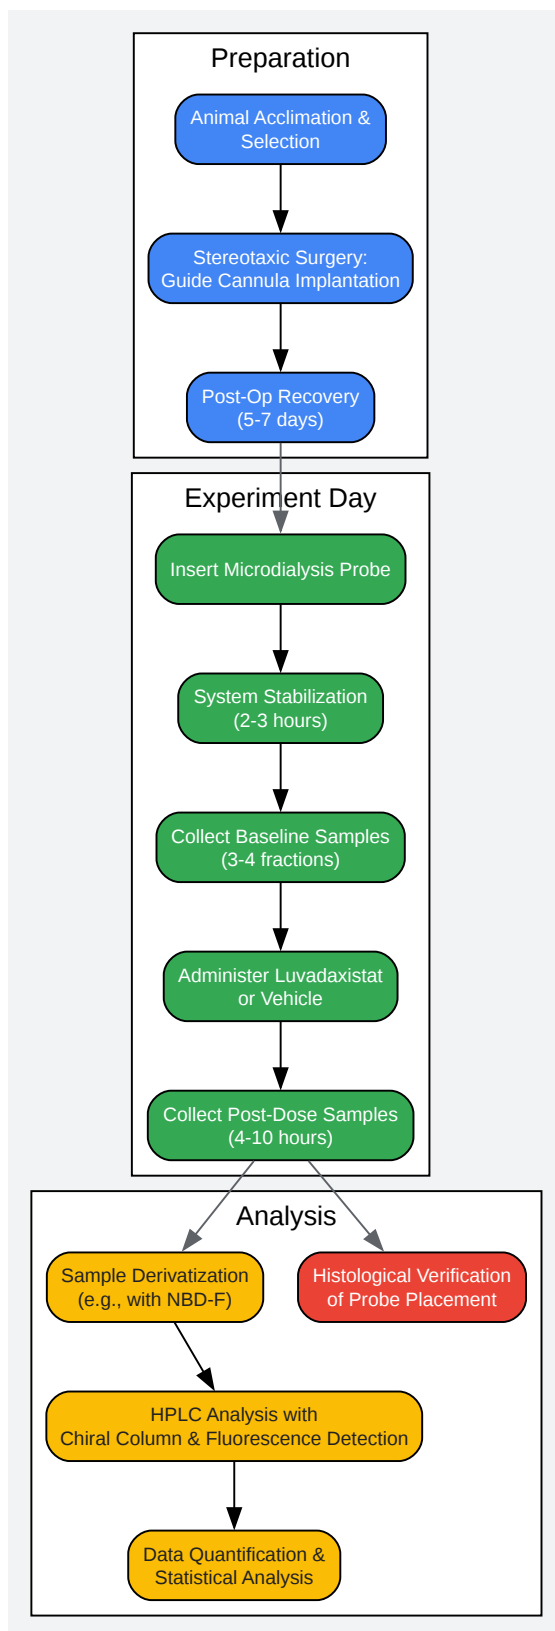 Preparation
Animal Acclimation &
Selection
Stereotaxic Surgery:
Guide Cannula Implantation
Post-Op Recovery
(5-7 days)
Experiment Day
Insert Microdialysis Probe
System Stabilization
(2-3 hours)
Collect Baseline Samples
(3-4 fractions)
Administer Luvadaxistat
or Vehicle
Collect Post-Dose Samples
(4-10 hours)
Analysis
Sample Derivatization
(e.g., with NBD-F)
Histological Verification
of Probe Placement
HPLC Analysis with
Chiral Column & Fluorescence Detection
Data Quantification &
Statistical Analysis